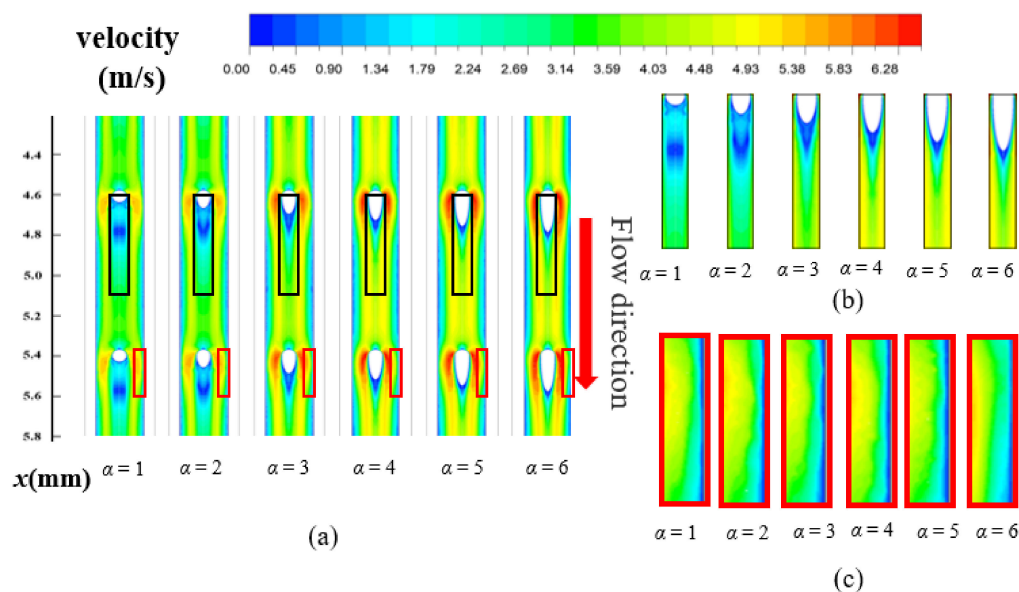 velocity
(m/s)
0.00 0.45 0.90 1.34 1.79 2.24 2.69 3.14 3.59 4.03 4.48 4.93 5.38 5.83 6.28
4.4
4.6
4.8
5.0
5.2
5.4
5.6
5.8
x(mm)
α = 1 α = 2 α = 3 α = 4 α = 5 α = 6
(a)
Flow direction
α = 1 α = 2 α = 3 α = 4 α = 5 α = 6
(b)
α = 1 α = 2 α = 3 α = 4 α = 5 α = 6
(c)